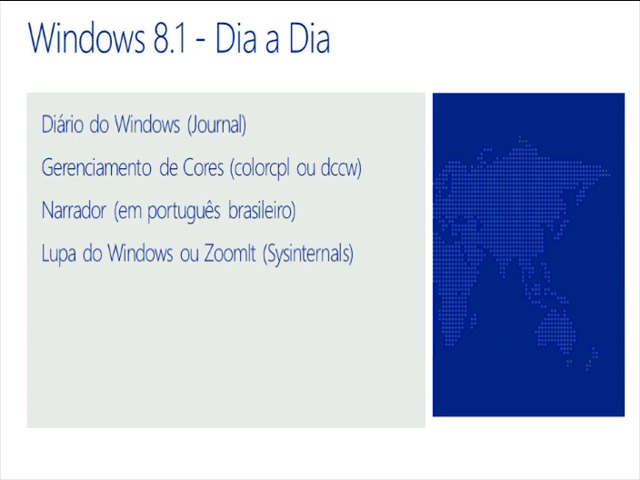 Windows 8.1 - Dia a Dia
Diário do Windows (Journal)
Gerenciamento de Cores (colorcpl ou dccw)
Narrador (em português brasileiro)
Lupa do Windows ou ZoomIt (Sysinternals)